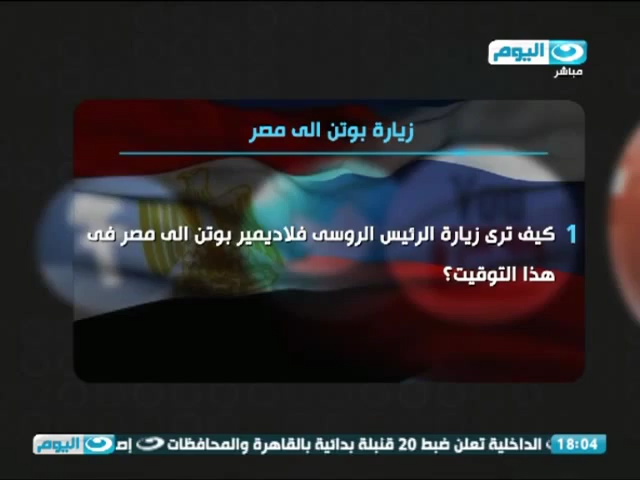 اليوم
مباشر
زيارة بوتن الى مصر
1 كيف ترى زيارة الرئيس الروسى فلاديمير بوتن الى مصر فى
هذا التوقيت؟
18:04 الداخلية تعلن ضبط 20 قنبلة بدائية بالقاهرة والمحافظات إص اليوم